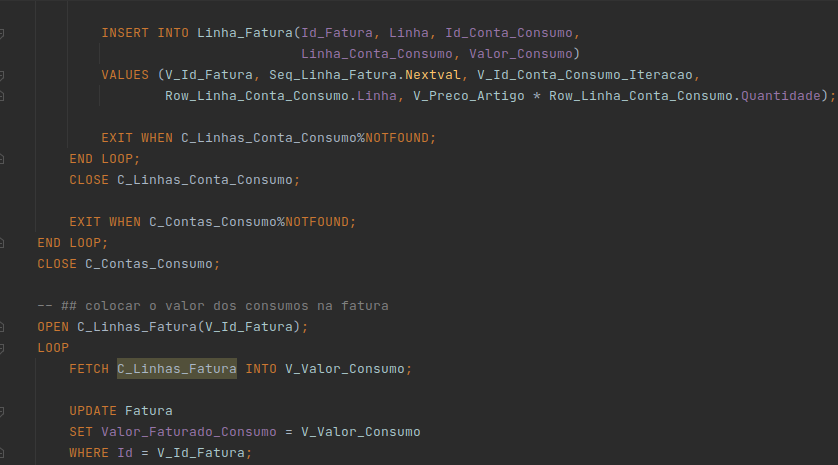 INSERT INTO Linha_Fatura(Id_Fatura, Linha, Id_Conta_Consumo,
Linha_Conta_Consumo, Valor_Consumo)
VALUES (V_Id_Fatura, Seq_Linha_Fatura.Nextval, V_Id_Conta_Consumo_Iteracao,
Row_Linha_Conta_Consumo.Linha, V_Preco_Artigo * Row_Linha_Conta_Consumo.Quantidade);
EXIT WHEN C_Linhas_Conta_Consumo%NOTFOUND;
END LOOP;
CLOSE C_Linhas_Conta_Consumo;
EXIT WHEN C_Contas_Consumo%NOTFOUND;
END LOOP;
CLOSE C_Contas_Consumo;
-- ## colocar o valor dos consumos na fatura
OPEN C_Linhas_Fatura(V_Id_Fatura);
LOOP
FETCH C_Linhas_Fatura INTO V_Valor_Consumo;
UPDATE Fatura
SET Valor_Faturado_Consumo = V_Valor_Consumo
WHERE Id = V_Id_Fatura;